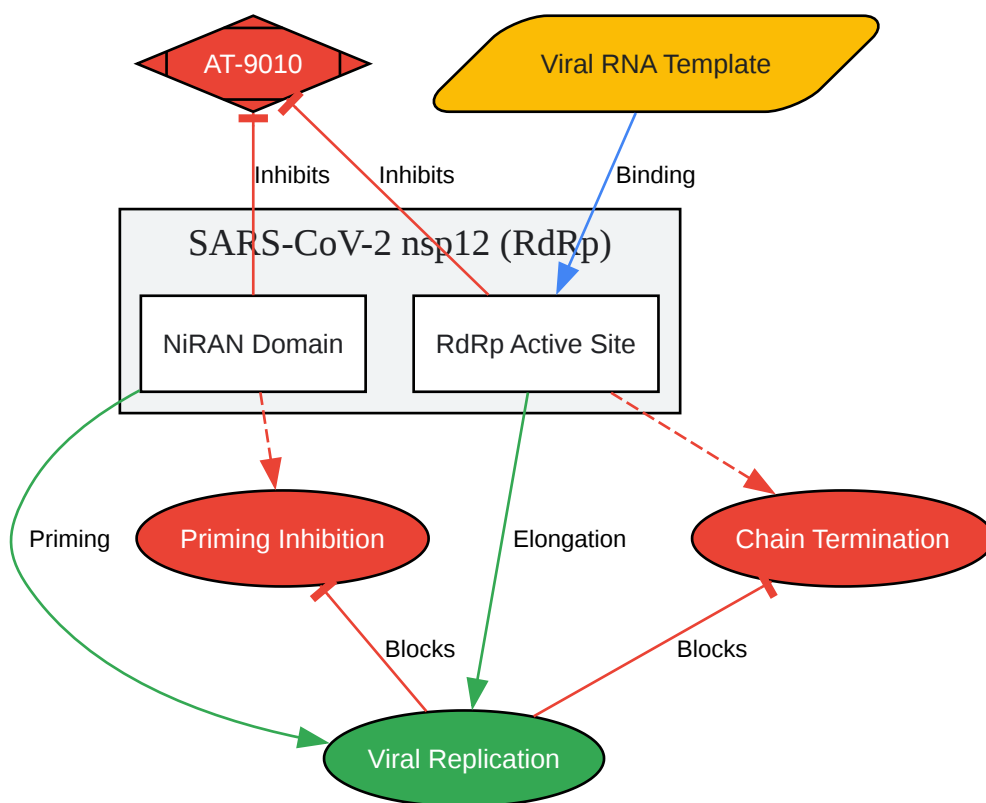 AT-9010
Viral RNA Template
Inhibits
Inhibits
Binding
SARS-CoV-2 nsp12 (RdRp)
NiRAN Domain
RdRp Active Site
Priming
Priming Inhibition
Elongation
Chain Termination
Blocks
Blocks
Viral Replication